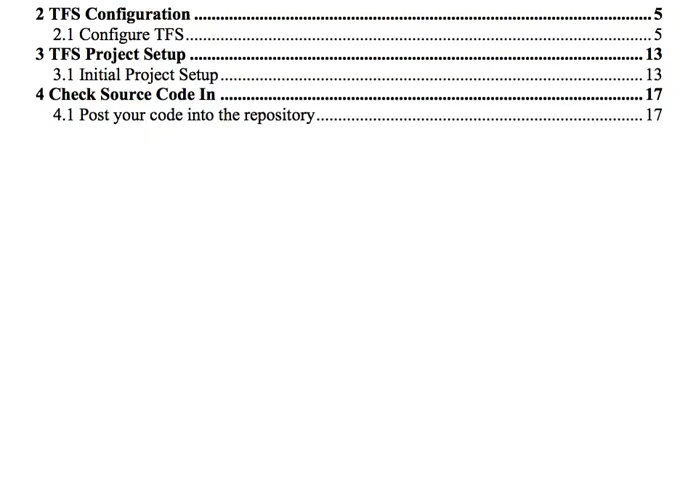 2 TFS Configuration ........................................................................................................ 5
2.1 Configure TFS.......................................................................................................... 5
3 TFS Project Setup ......................................................................................................... 13
3.1 Initial Project Setup................................................................................................ 13
4 Check Source Code In ................................................................................................. 17
4.1 Post your code into the repository.......................................................................... 17